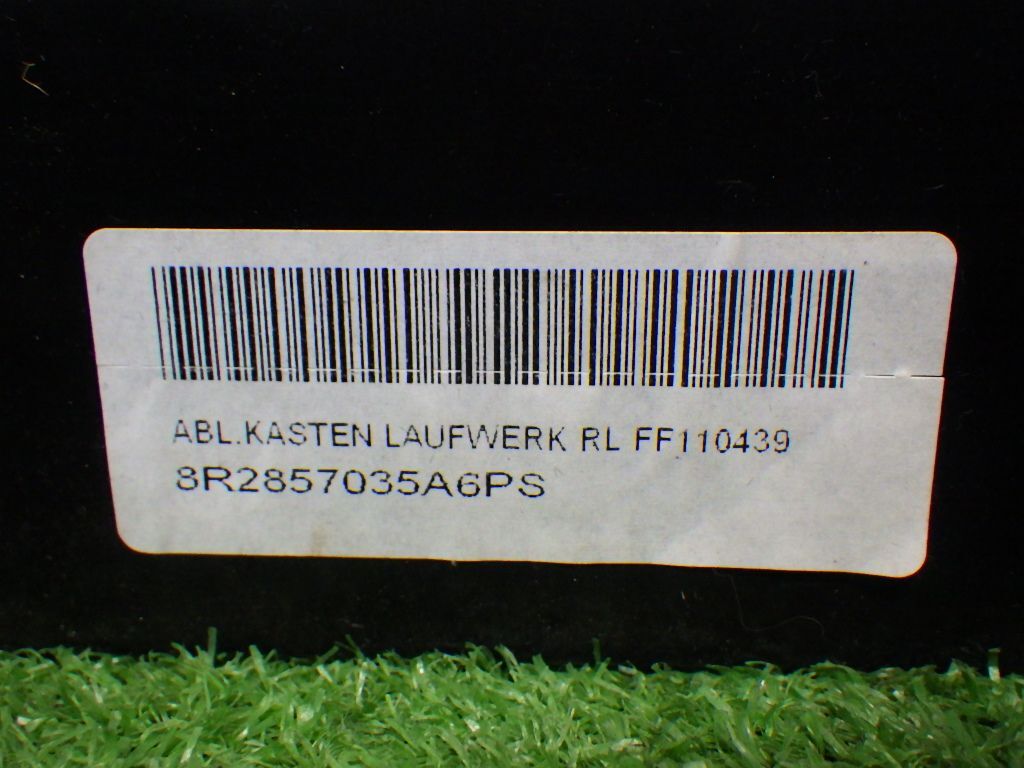 ABL.KASTEN LAUFWERK RL FF110439
8R2857035A6PS